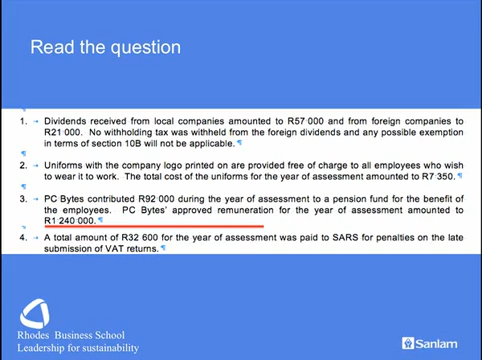 Read the question
1. Dividends received from local companies amounted to R57 000 and from foreign companies to
R21 000. No withholding tax was withheld from the foreign dividends and any possible exemption
in terms of section 10B will not be applicable.
2. Uniforms with the company logo printed on are provided free of charge to all employees who wish
to wear it to work. The total cost of the uniforms for the year of assessment amounted to R7 350.
3. PC Bytes contributed R92 000 during the year of assessment to a pension fund for the benefit of
the employees. PC Bytes' approved remuneration for the year of assessment amounted to
R1 240 000.
4. A total amount of R32 600 for the year of assessment was paid to SARS for penalties on the late
submission of VAT returns.
Rhodes Business School
Leadership for sustainability
Sanlam